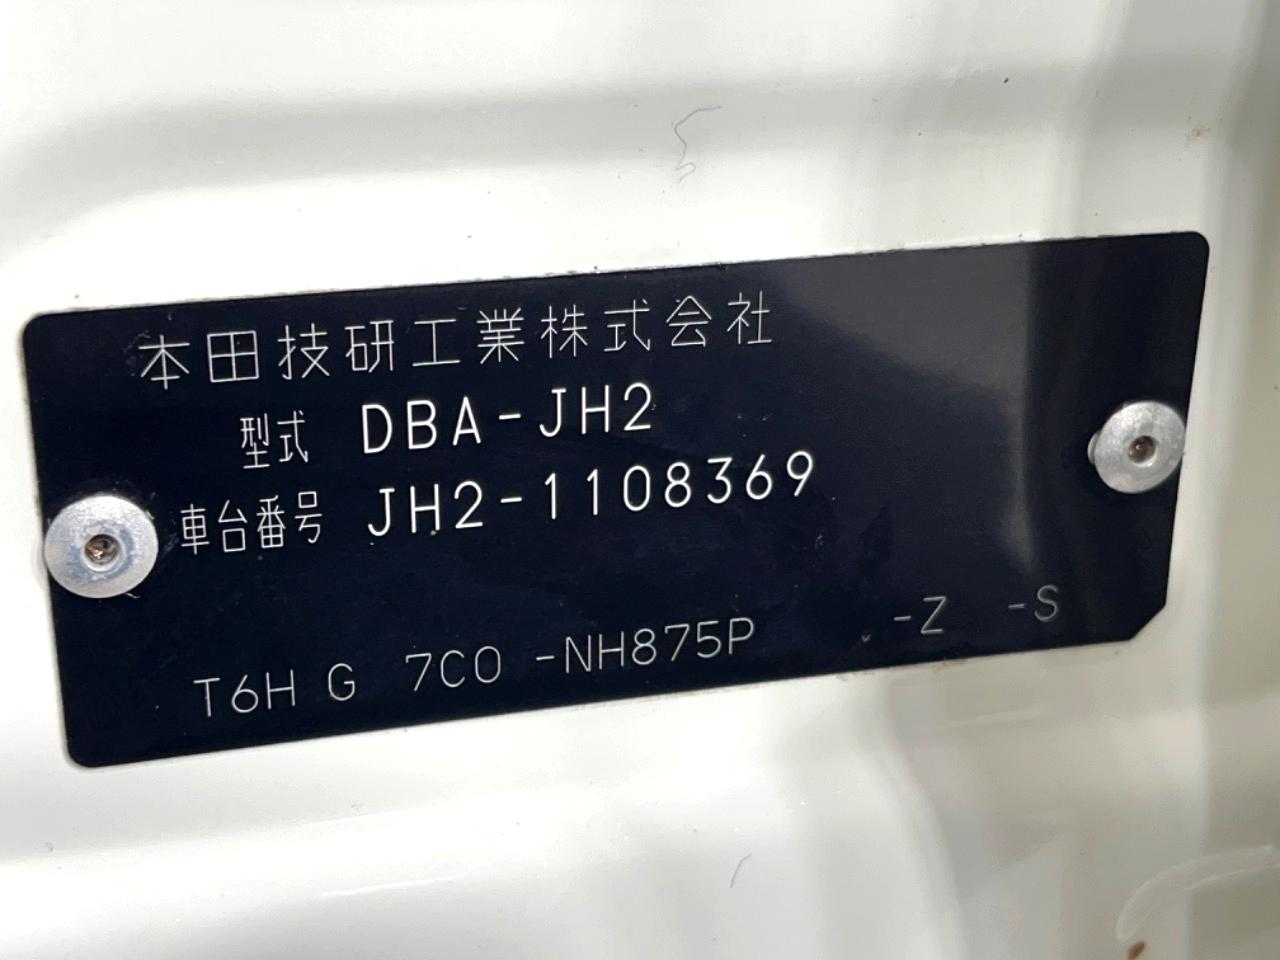 本田技研工業株式会社
型式 DBA-JH2
車台番号 JH2-1108369
T6H G 7C0 -NH875P -Z -S